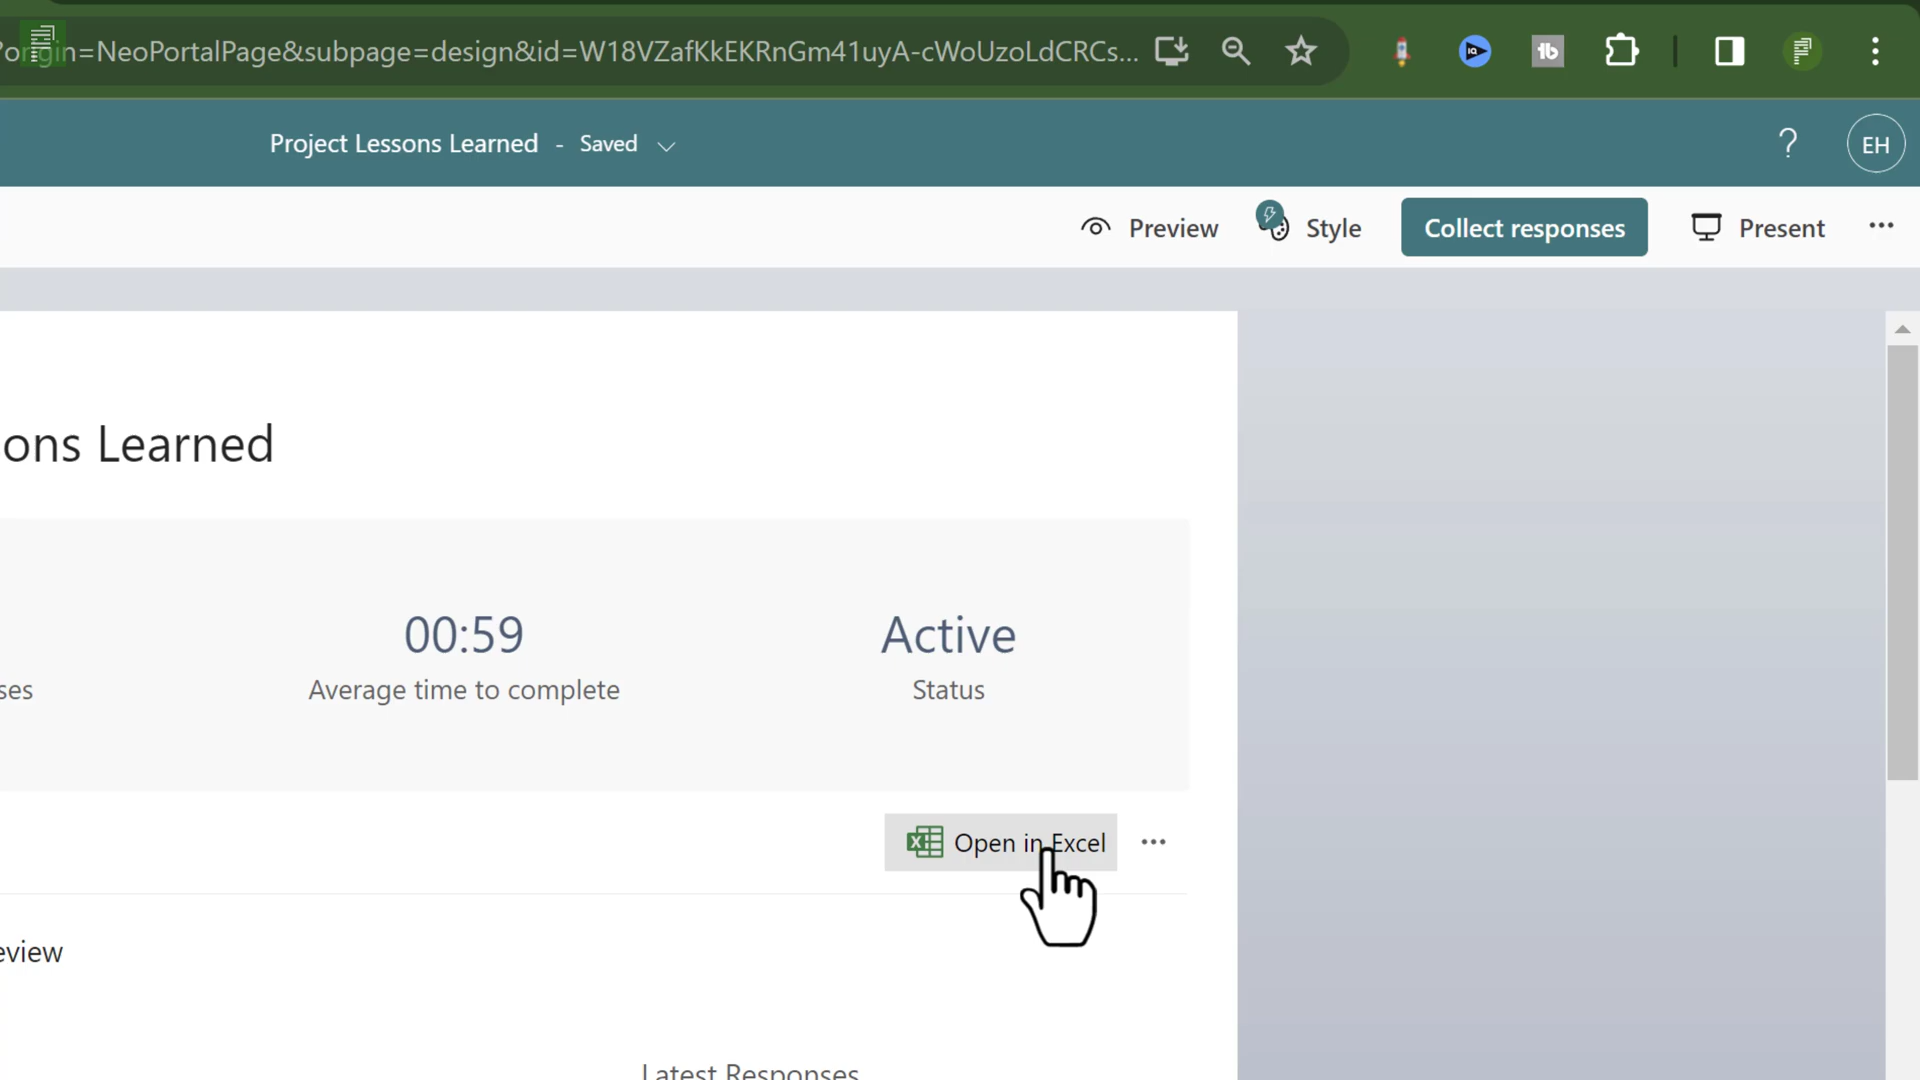 ?origin=NeoPortalPage&subpage=design&id=W18VZafKkEKRnGm41uyA-cWoUzoLdCRCs...
Project Lessons Learned - Saved
? EH
Preview Style Collect responses Present
ons Learned
00:59 Active
ses Average time to complete Status
Open in Excel
eview
Latest Responses